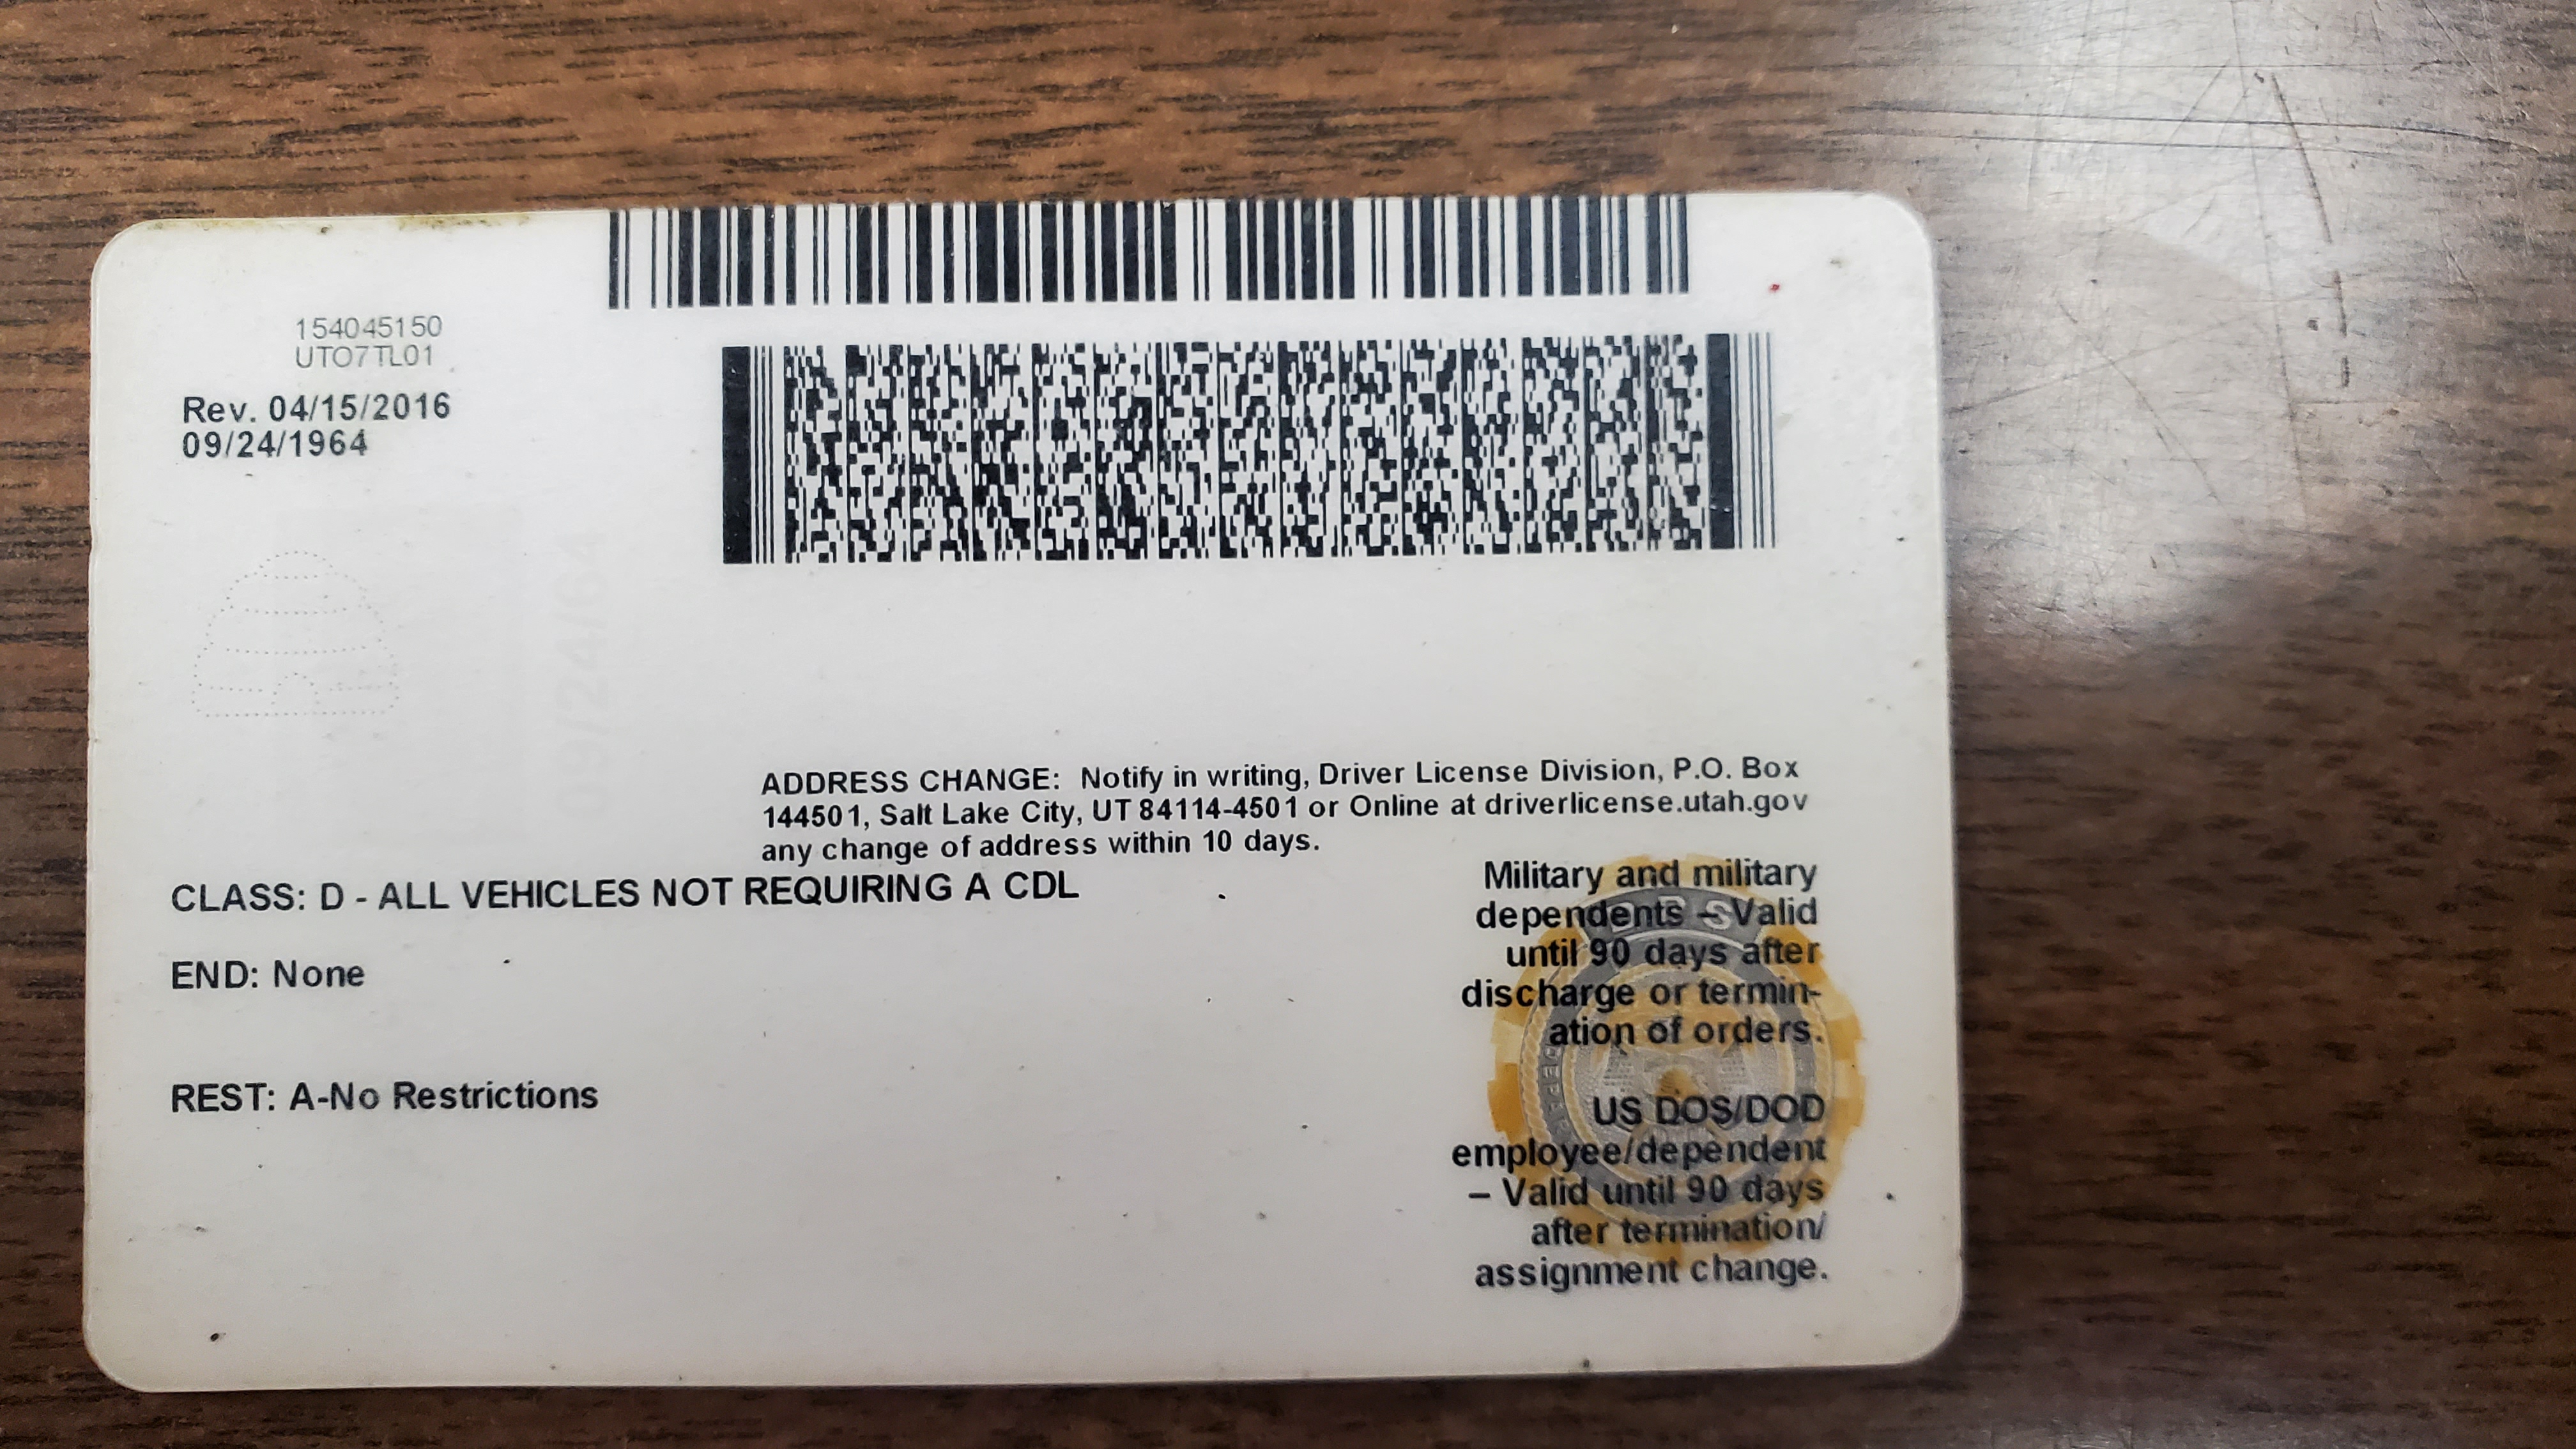 154045150
UTO7TL01
Rev. 04/15/2016
09/24/1964
09/24/64
ADDRESS CHANGE: Notify in writing, Driver License Division, P.O. Box
144501, Salt Lake City, UT 84114-4501 or Online at driverlicense.utah.gov
any change of address within 10 days.
CLASS: D - ALL VEHICLES NOT REQUIRING A CDL
END: None
REST: A-No Restrictions
Military and military
dependents – Valid
until 90 days after
discharge or termin-
ation of orders.
US DOS/DOD
employee/dependent
– Valid until 90 days
after termination/
assignment change.